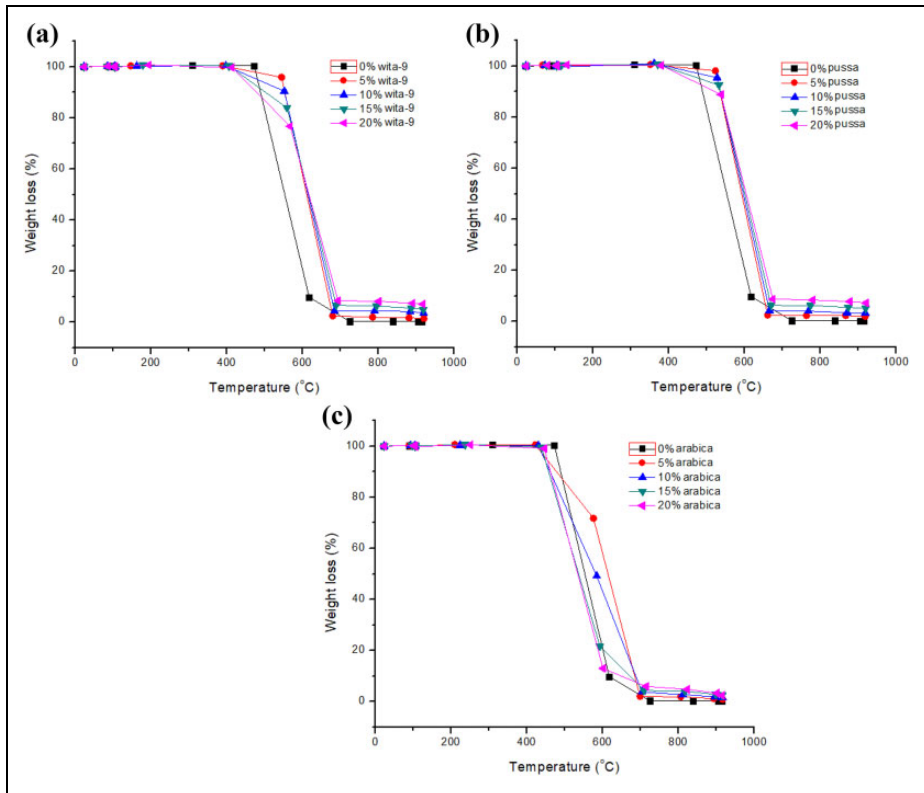 (a)
100
80
60
40
20
0
Weight loss (%)
0% wita-9
5% wita-9
10% wita-9
15% wita-9
20% wita-9
0
200
400
600
800
1000
Temperature (°C)
(b)
100
80
60
40
20
0
Weight loss (%)
0% pussa
5% pussa
10% pussa
15% pussa
20% pussa
0
200
400
600
800
1000
Temperature (°C)
(c)
100
80
60
40
20
0
Weight loss (%)
0% arabica
5% arabica
10% arabica
15% arabica
20% arabica
0
200
400
600
800
1000
Temperature (°C)